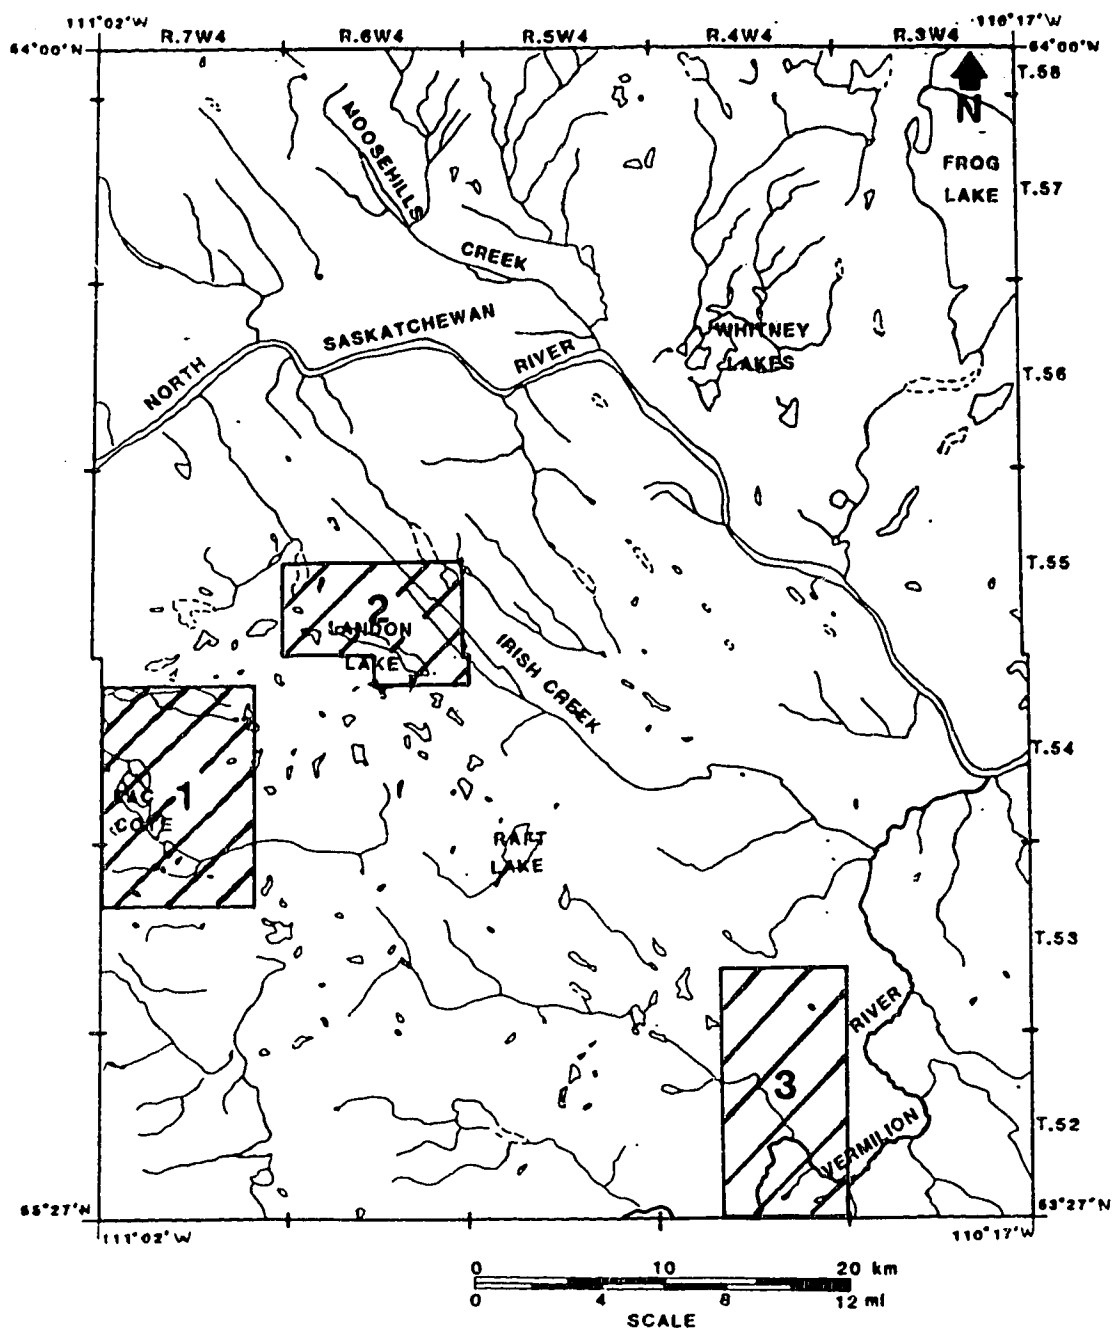 111°02'W
110°17'W
R.7W4 R.6W4 R.5W4 R.4W4 R.3W4
54°00'N
54°00'N
T.58
N
MOOSEHILLS
CREEK
FROG
LAKE
T.57
NORTH SASKATCHEWAN RIVER
WHITNEY
LAKES
T.56
T.55
2
LANDON
LAKE
IRISH CREEK
T.54
1
COTE
RAFT
LAKE
T.53
3
RIVER
VERMILION
T.52
53°27'N
53°27'N
111°02'W
110°17'W
0 10 20 km
0 4 8 12 mi
SCALE